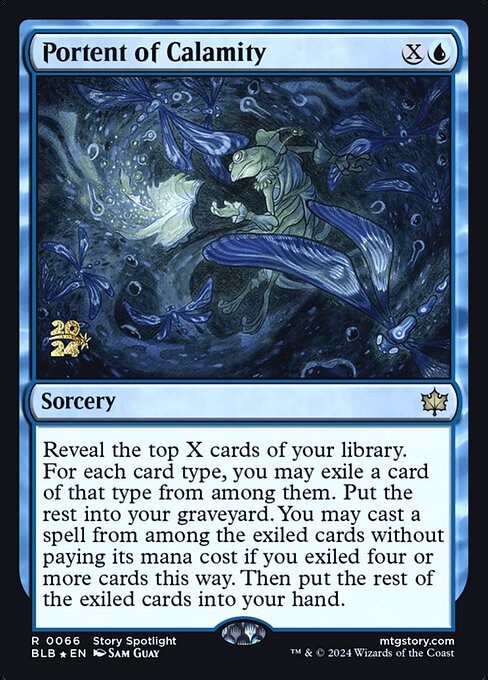 Portent of Calamity X
20
24
Sorcery
Reveal the top X cards of your library.
For each card type, you may exile a card
of that type from among them. Put the
rest into your graveyard. You may cast a
spell from among the exiled cards without
paying its mana cost if you exiled four or
more cards this way. Then put the rest of
the exiled cards into your hand.
R 0066 Story Spotlight mtgstory.com
BLB ★ EN Sam Guay ™ & © 2024 Wizards of the Coast